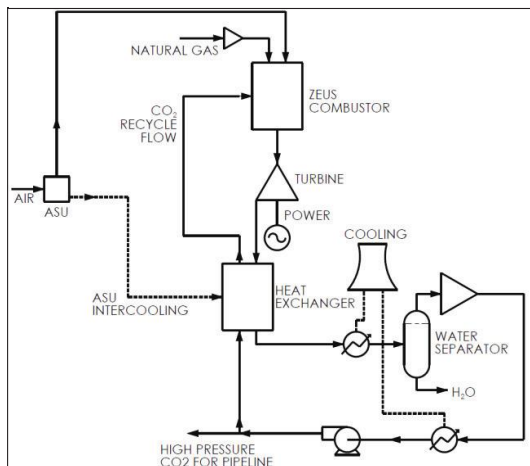 NATURAL GAS
ZEUS
COMBUSTOR
CO₂
RECYCLE
FLOW
TURBINE
AIR
ASU
POWER
COOLING
HEAT
EXCHANGER
ASU
INTERCOOLING
WATER
SEPARATOR
H₂O
HIGH PRESSURE
CO2 FOR PIPELINE